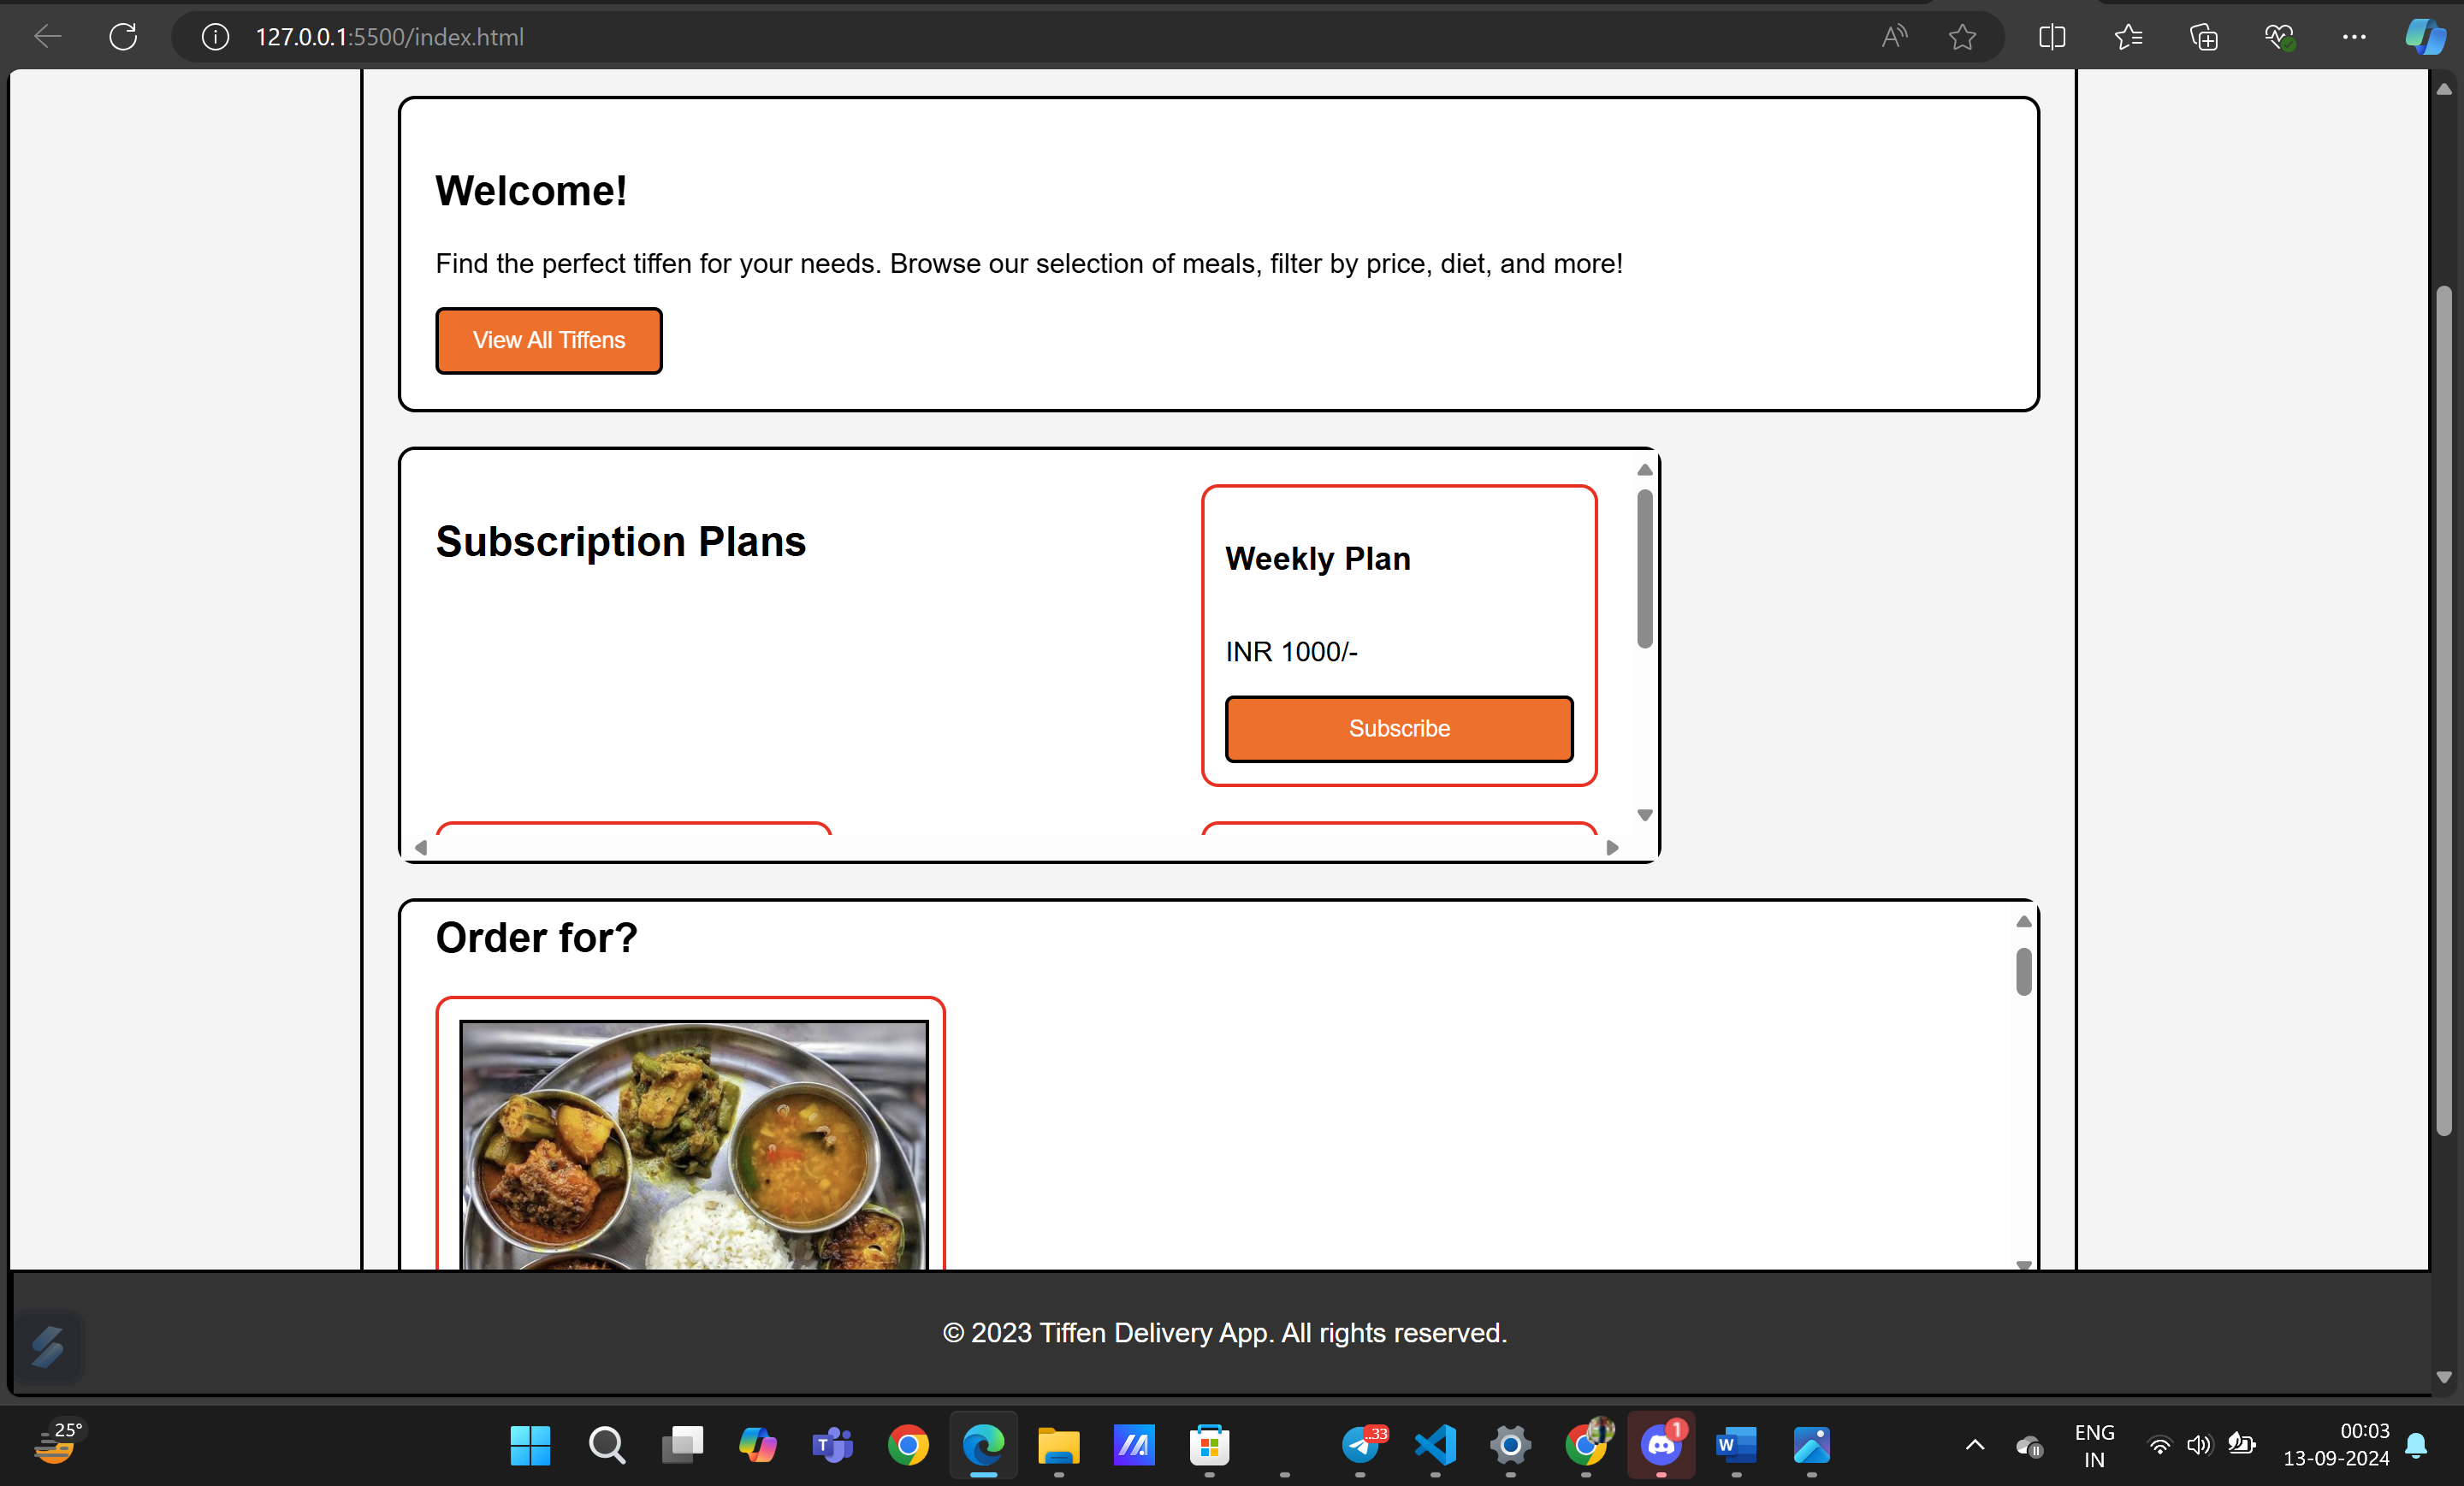 127.0.0.1:5500/index.html
Welcome!
Find the perfect tiffen for your needs. Browse our selection of meals, filter by price, diet, and more!
View All Tiffens
Subscription Plans
Weekly Plan
INR 1000/-
Subscribe
Order for?
© 2023 Tiffen Delivery App. All rights reserved.
25°
.33
1
ENG
IN
00:03
13-09-2024